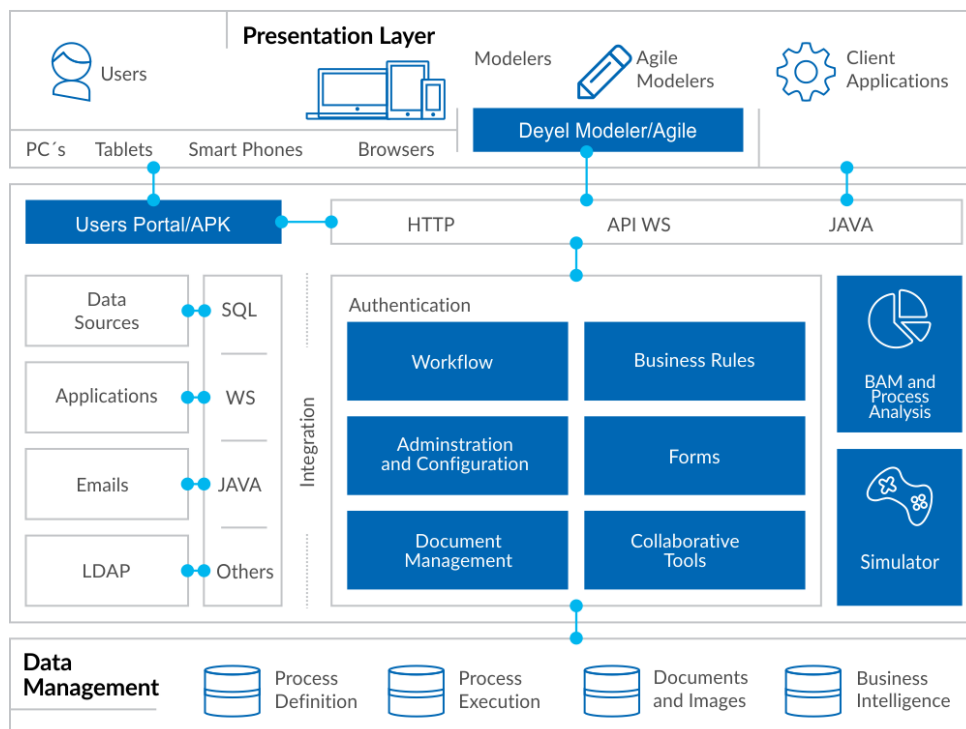 Presentation Layer
Users
Modelers
Agile
Modelers
Client
Applications
Deyel Modeler/Agile
PC´s
Tablets
Smart Phones
Browsers
Users Portal/APK
HTTP
API WS
JAVA
Data
Sources
SQL
Applications
WS
Emails
JAVA
LDAP
Others
Integration
Authentication
Workflow
Business Rules
Adminstration
and Configuration
Forms
Document
Management
Collaborative
Tools
BAM and
Process
Analysis
Simulator
Data
Management
Process
Definition
Process
Execution
Documents
and Images
Business
Intelligence